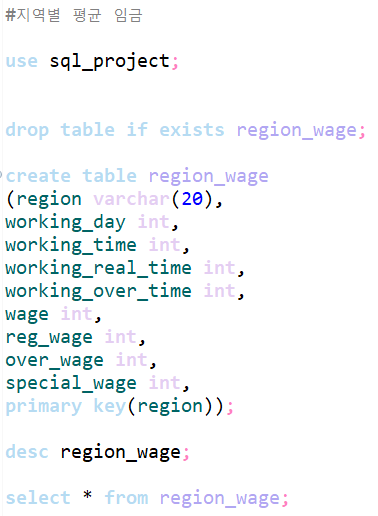 #지역별 평균 임금
use sql_project;
drop table if exists region_wage;
create table region_wage
(region varchar(20),
working_day int,
working_time int,
working_real_time int,
working_over_time int,
wage int,
reg_wage int,
over_wage int,
special_wage int,
primary key(region));
desc region_wage;
select * from region_wage;